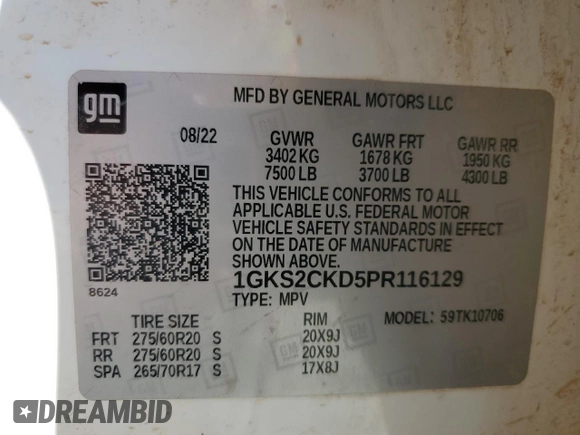 gm
MFD BY GENERAL MOTORS LLC
08/22 GVWR GAWR FRT GAWR RR
3402 KG 1678 KG 1950 KG
7500 LB 3700 LB 4300 LB
THIS VEHICLE CONFORMS TO ALL
APPLICABLE U.S. FEDERAL MOTOR
VEHICLE SAFETY STANDARDS IN EFFECT
ON THE DATE OF MANUFACTURE
SHOWN ABOVE.
8624
1GKS2CKD5PR116129
TYPE: MPV
TIRE SIZE RIM MODEL: 59TK10706
FRT 275/60R20 S 20X9J
RR 275/60R20 S 20X9J
SPA 265/70R17 S 17X8J
DREAMBID